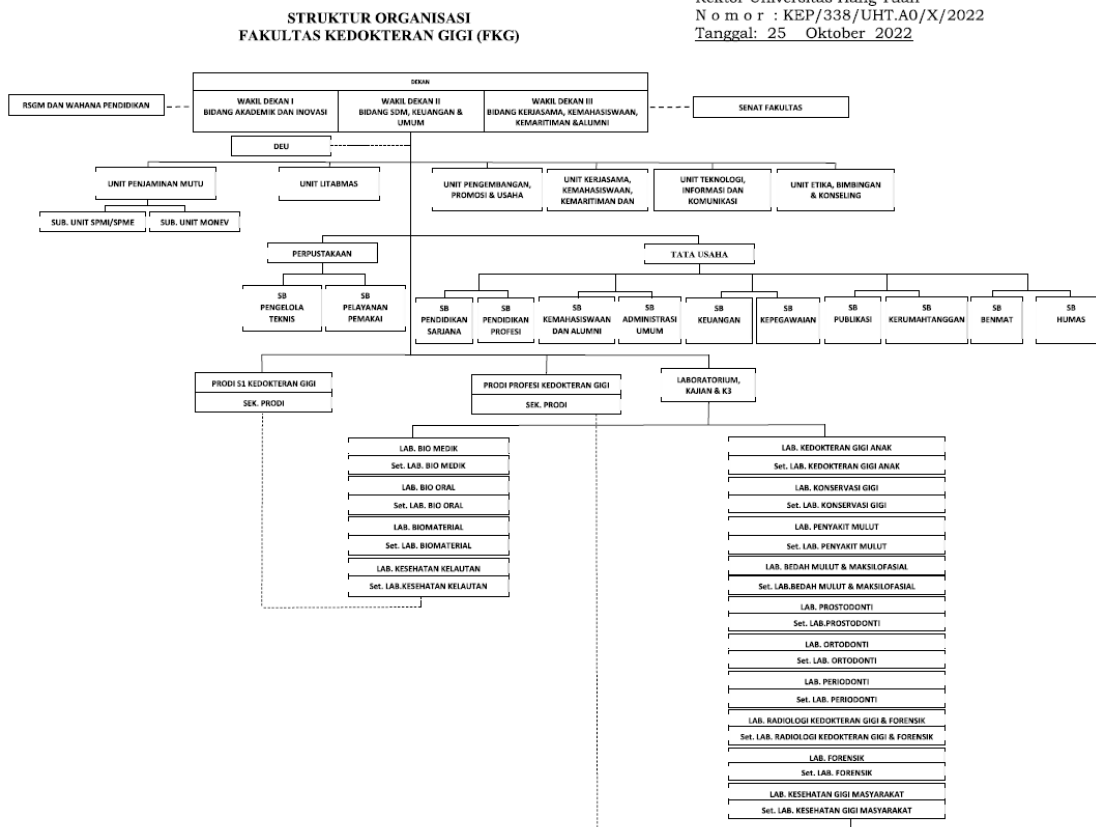 STRUKTUR ORGANISASI
FAKULTAS KEDOKTERAN GIGI (FKG)
Rektor Universitas Hang Tuah
N o m o r : KEP/338/UHT.A0/X/2022
Tanggal: 25 Oktober 2022
DEKAN
RSGM DAN WAHANA PENDIDIKAN
WAKIL DEKAN I
BIDANG AKADEMIK DAN INOVASI
WAKIL DEKAN II
BIDANG SDM, KEUANGAN &
UMUM
WAKIL DEKAN III
BIDANG KERJASAMA, KEMAHASISWAAN,
KEMARITIMAN &ALUMNI
SENAT FAKULTAS
DEU
UNIT PENJAMINAN MUTU
UNIT LITABMAS
UNIT PENGEMBANGAN,
PROMOSI & USAHA
UNIT KERJASAMA,
KEMAHASISWAAN,
KEMARITIMAN DAN
UNIT TEKNOLOGI,
INFORMASI DAN
KOMUNIKASI
UNIT ETIKA, BIMBINGAN
& KONSELING
SUB. UNIT SPMI/SPME
SUB. UNIT MONEV
PERPUSTAKAAN
TATA USAHA
SB
PENGELOLA
TEKNIS
SB
PELAYANAN
PEMAKAI
SB
PENDIDIKAN
SARJANA
SB
PENDIDIKAN
PROFESI
SB
KEMAHASISWAAN
DAN ALUMNI
SB
ADMINISTRASI
UMUM
SB
KEUANGAN
SB
KEPEGAWAIAN
SB
PUBLIKASI
SB
KERUMAHTANGGAN
SB
BENMAT
SB
HUMAS
PRODI S1 KEDOKTERAN GIGI
SEK. PRODI
PRODI PROFESI KEDOKTERAN GIGI
SEK. PRODI
LABORATORIUM,
KAJIAN & K3
LAB. BIO MEDIK
Set. LAB. BIO MEDIK
LAB. BIO ORAL
Set. LAB. BIO ORAL
LAB. BIOMATERIAL
Set. LAB. BIOMATERIAL
LAB. KESEHATAN KELAUTAN
Set. LAB.KESEHATAN KELAUTAN
LAB. KEDOKTERAN GIGI ANAK
Set. LAB. KEDOKTERAN GIGI ANAK
LAB. KONSERVASI GIGI
Set. LAB. KONSERVASI GIGI
LAB. PENYAKIT MULUT
Set. LAB. PENYAKIT MULUT
LAB. BEDAH MULUT & MAKSILOFASIAL
Set. LAB.BEDAH MULUT & MAKSILOFASIAL
LAB. PROSTODONTI
Set. LAB.PROSTODONTI
LAB. ORTODONTI
Set. LAB. ORTODONTI
LAB. PERIODONTI
Set. LAB. PERIODONTI
LAB. RADIOLOGI KEDOKTERAN GIGI & FORENSIK
Set. LAB. RADIOLOGI KEDOKTERAN GIGI & FORENSIK
LAB. FORENSIK
Set. LAB. FORENSIK
LAB. KESEHATAN GIGI MASYARAKAT
Set. LAB. KESEHATAN GIGI MASYARAKAT